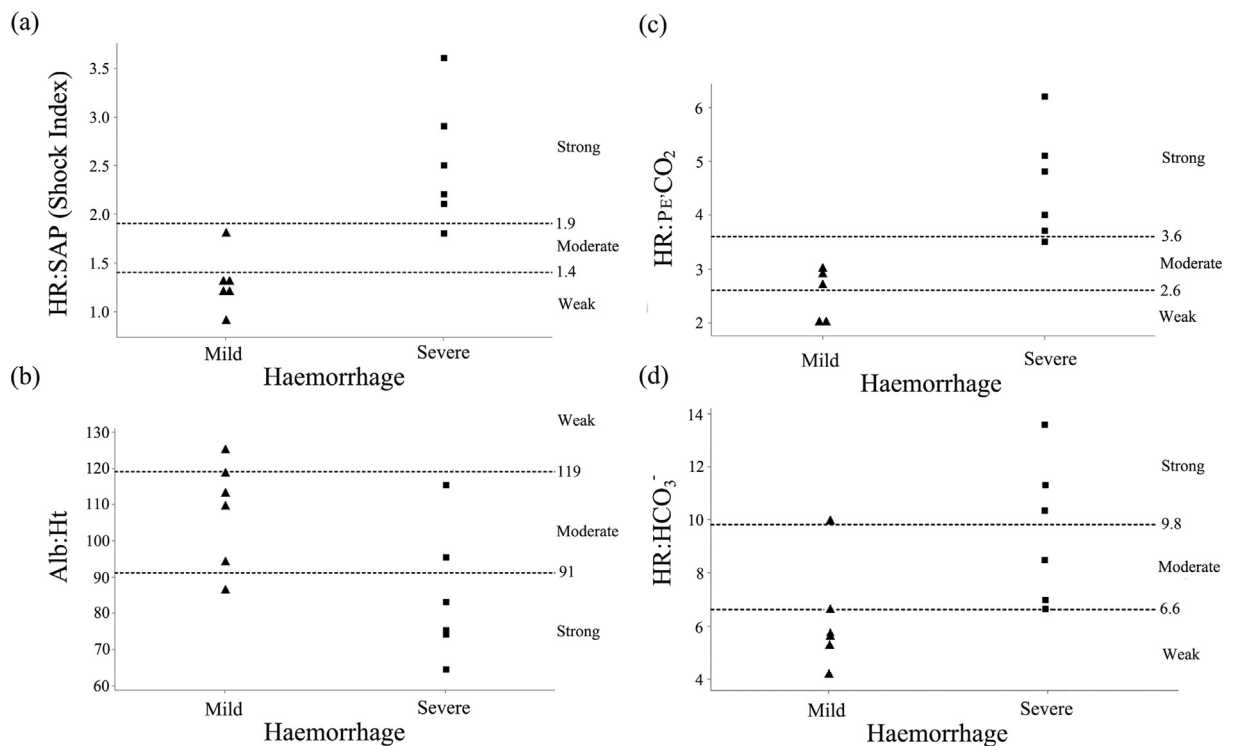 (a)
HR:SAP (Shock Index)
3.5
3.0
2.5
2.0
1.5
1.0
Strong
1.9
Moderate
1.4
Weak
Mild
Severe
Haemorrhage
(b)
Alb:Ht
130
120
110
100
90
80
70
60
Weak
119
Moderate
91
Strong
Mild
Severe
Haemorrhage
(c)
HR:PE'CO2
6
5
4
3
2
Strong
3.6
Moderate
2.6
Weak
Mild
Severe
Haemorrhage
(d)
HR:HCO3-
14
12
10
8
6
4
Strong
9.8
Moderate
6.6
Weak
Mild
Severe
Haemorrhage